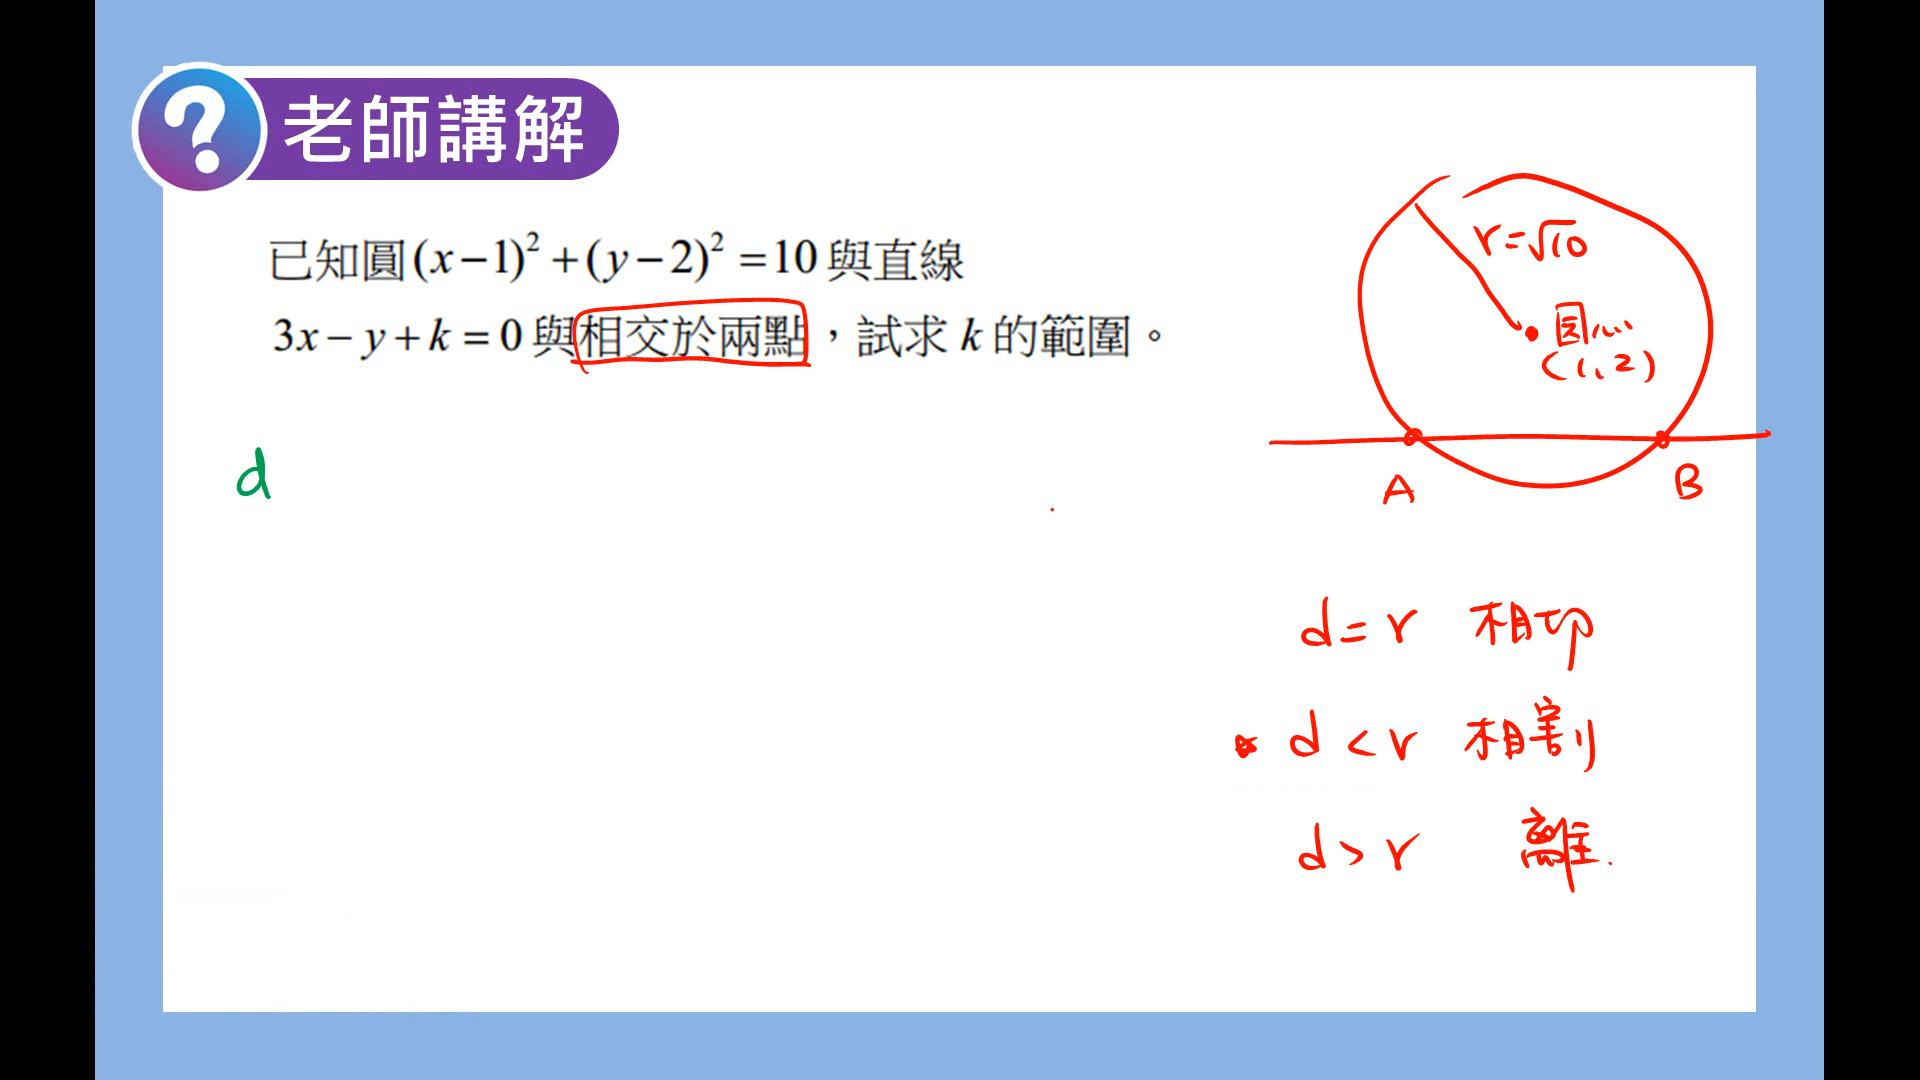 老師講解
已知圓(x−1)²+(y−2)²=10與直線
3x−y+k=0與相交於兩點，試求k的範圍。
r=√10
圓心
(1,2)
A
B
d
d=r 相切
d<r 相割
d>r 離.